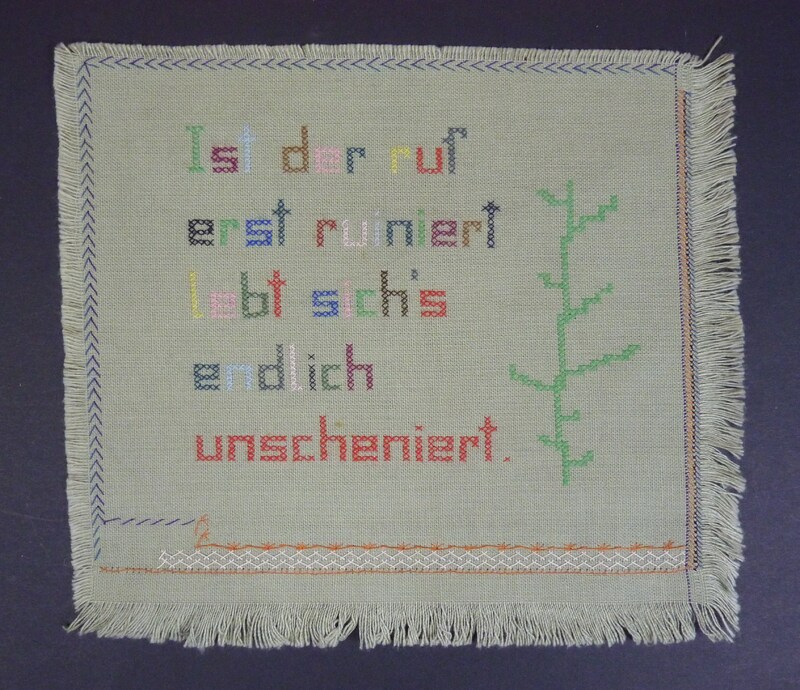 Ist der ruf
erst ruiniert
lebt sich's
endlich
unscheniert.